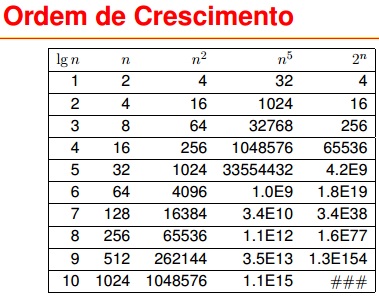 Ordem de Crescimento
lg n n n² n⁵ 2ⁿ
1 2 4 32 4
2 4 16 1024 16
3 8 64 32768 256
4 16 256 1048576 65536
5 32 1024 33554432 4.2E9
6 64 4096 1.0E9 1.8E19
7 128 16384 3.4E10 3.4E38
8 256 65536 1.1E12 1.6E77
9 512 262144 3.5E13 1.3E154
10 1024 1048576 1.1E15 ###